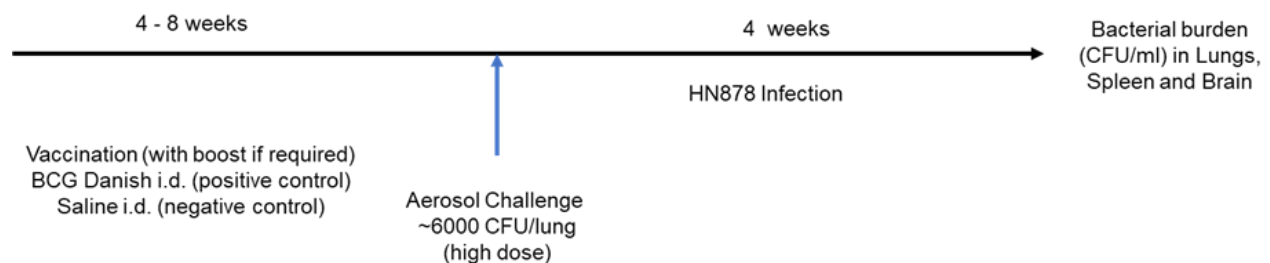 4 - 8 weeks
4 weeks
Bacterial burden
(CFU/ml) in Lungs,
Spleen and Brain
HN878 Infection
Vaccination (with boost if required)
BCG Danish i.d. (positive control)
Saline i.d. (negative control)
Aerosol Challenge
~6000 CFU/lung
(high dose)